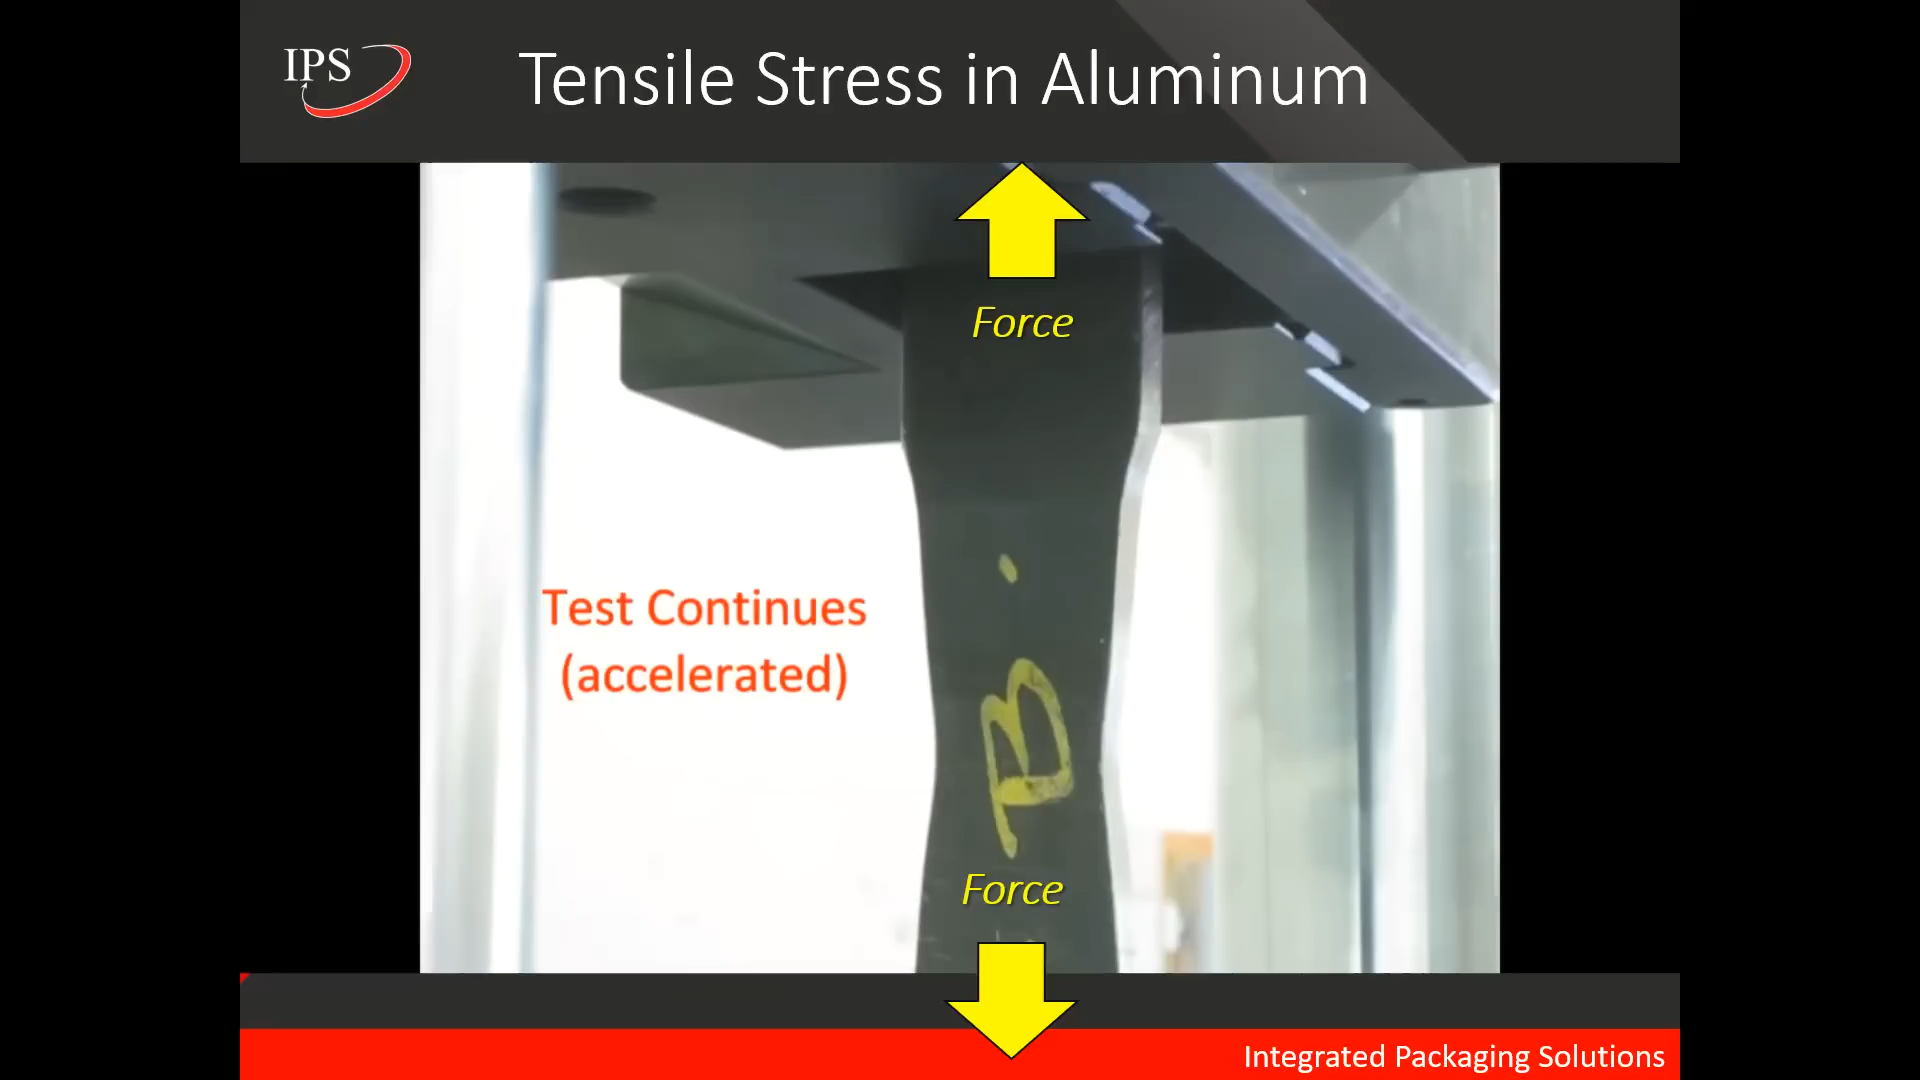 IPS
Tensile Stress in Aluminum
Force
Test Continues
(accelerated)
B
Force
Integrated Packaging Solutions